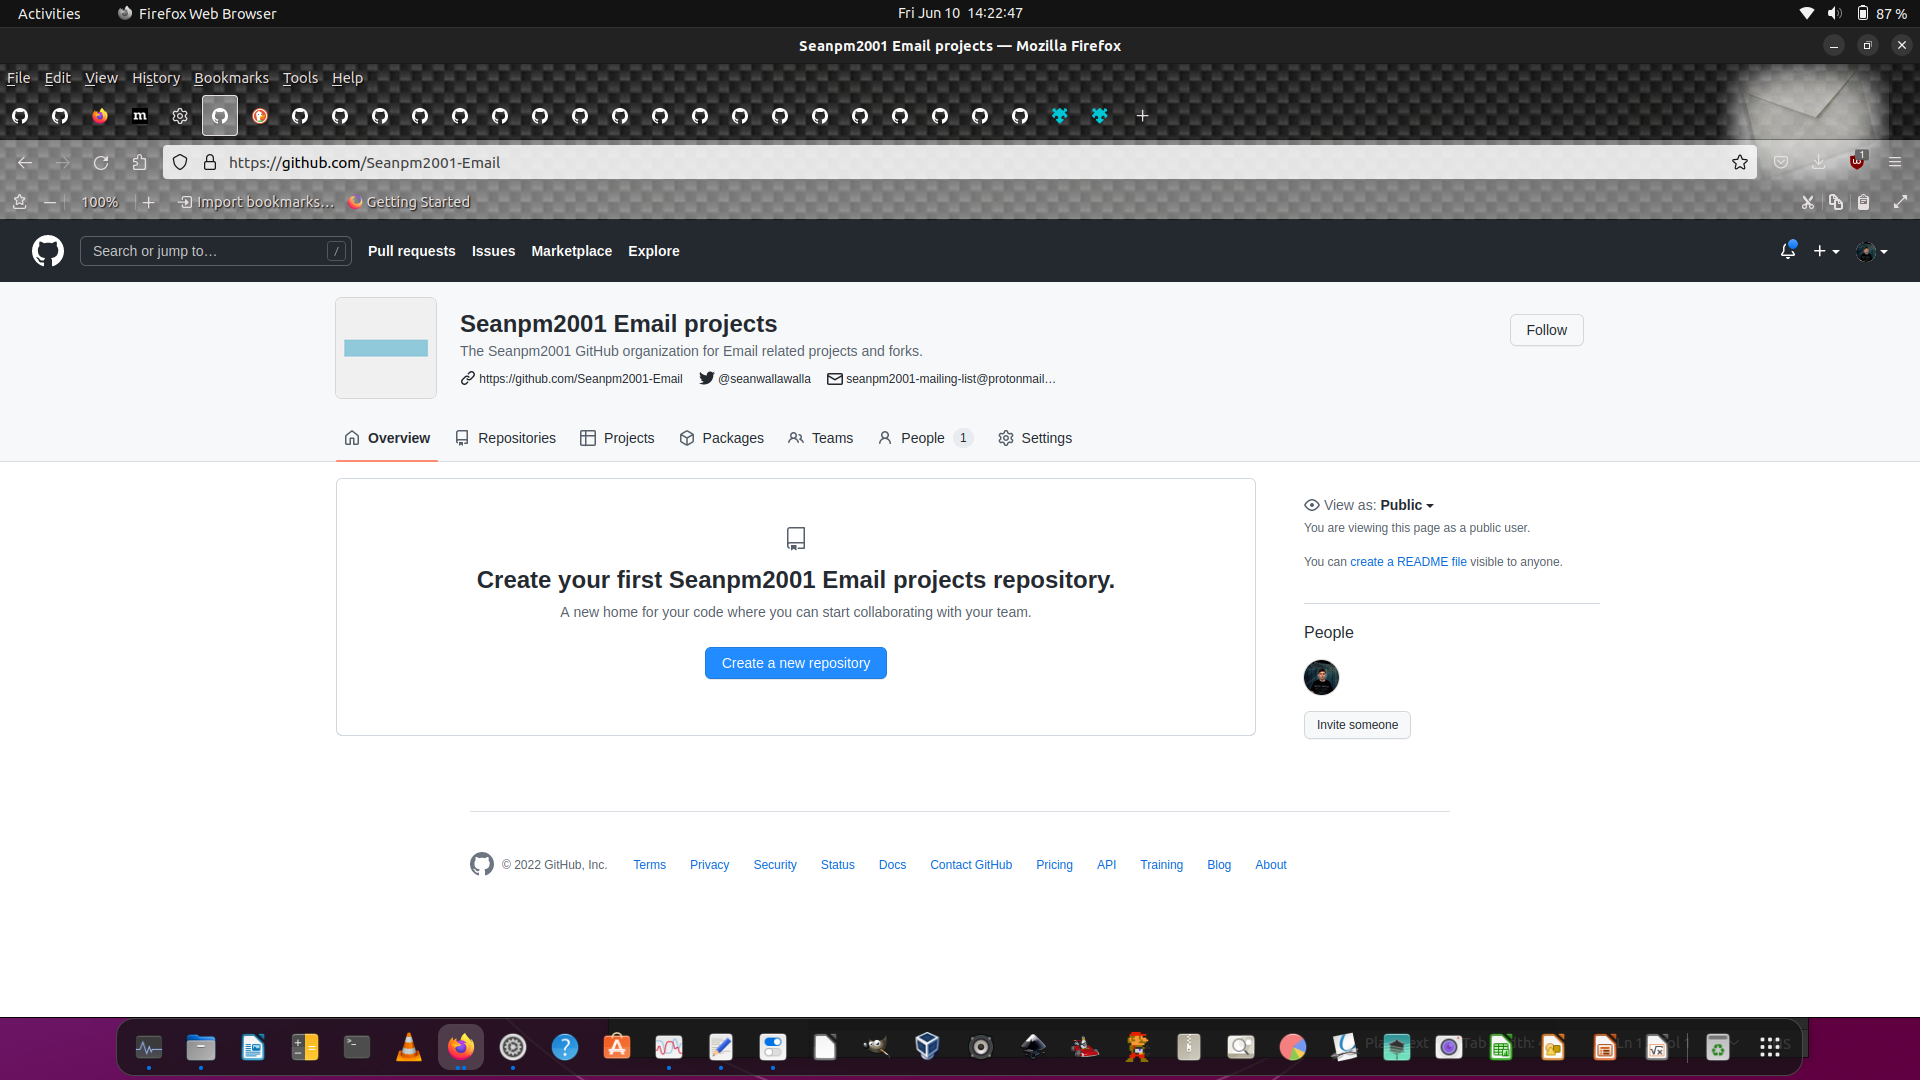 Activities
Firefox Web Browser
Fri Jun 10 14:22:47
87 %
Seanpm2001 Email projects — Mozilla Firefox
File Edit View History Bookmarks Tools Help
https://github.com/Seanpm2001-Email
1
100%
Import bookmarks…
Getting Started
Search or jump to…
/
Pull requests
Issues
Marketplace
Explore
Seanpm2001 Email projects
Follow
The Seanpm2001 GitHub organization for Email related projects and forks.
https://github.com/Seanpm2001-Email
@seanwallawalla
seanpm2001-mailing-list@protonmail…
Overview
Repositories
Projects
Packages
Teams
People 1
Settings
Create your first Seanpm2001 Email projects repository.
A new home for your code where you can start collaborating with your team.
Create a new repository
View as: Public
You are viewing this page as a public user.
You can create a README file visible to anyone.
People
Invite someone
© 2022 GitHub, Inc.
Terms
Privacy
Security
Status
Docs
Contact GitHub
Pricing
API
Training
Blog
About